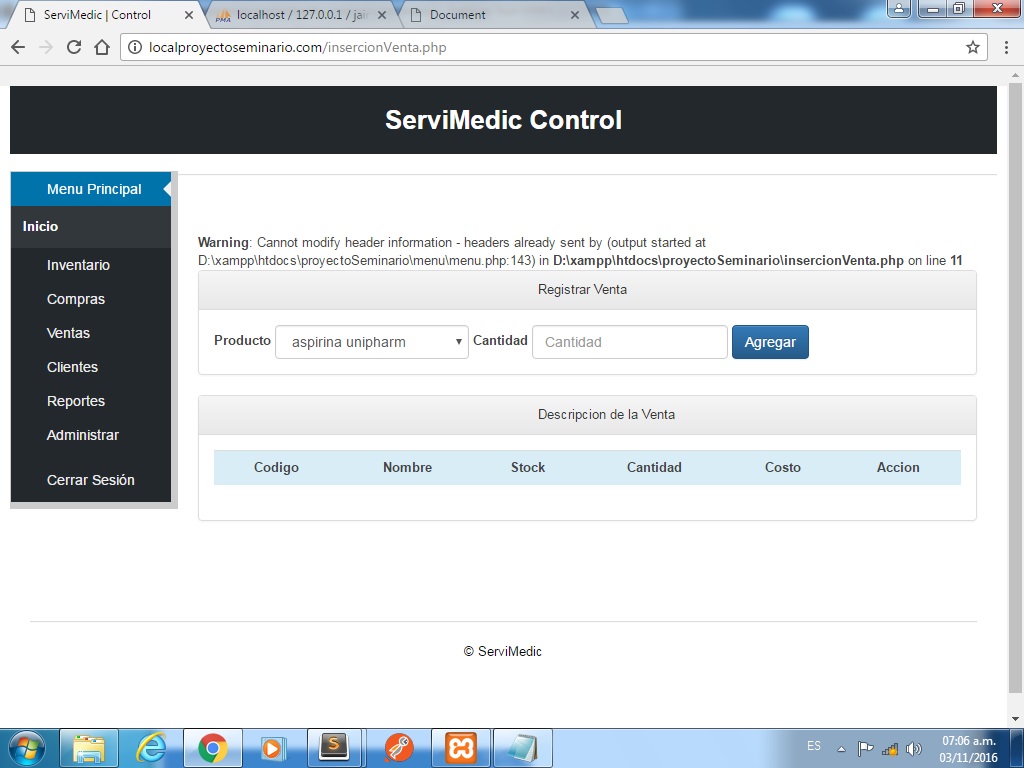 ServiMedic | Control
localhost / 127.0.0.1 / jai
Document
localproyectoseminario.com/insercionVenta.php
ServiMedic Control
Menu Principal
Inicio
Inventario
Compras
Ventas
Clientes
Reportes
Administrar
Cerrar Sesión
Warning: Cannot modify header information - headers already sent by (output started at
D:\xampp\htdocs\proyectoSeminario\menu\menu.php:143) in D:\xampp\htdocs\proyectoSeminario\insercionVenta.php on line 11
Registrar Venta
Producto aspirina unipharm Cantidad Cantidad Agregar
Descripcion de la Venta
Codigo Nombre Stock Cantidad Costo Accion
© ServiMedic
ES
07:06 a.m.
03/11/2016